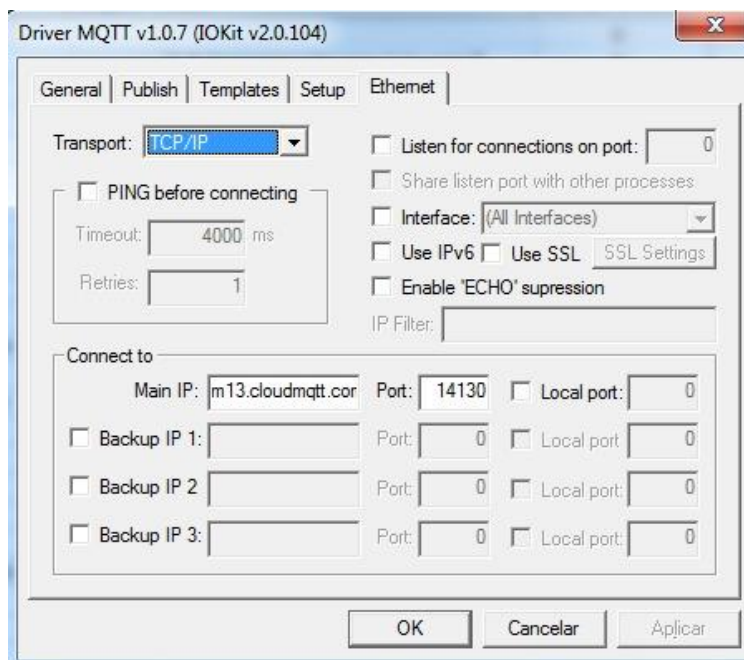 Driver MQTT v1.0.7 (IOKit v2.0.104)
General Publish Templates Setup Ethernet
Transport: TCP/IP
Listen for connections on port: 0
Share listen port with other processes
PING before connecting
Interface: (All Interfaces)
Timeout: 4000 ms
Use IPv6 Use SSL SSL Settings
Retries: 1
Enable 'ECHO' supression
IP Filter:
Connect to
Main IP: m13.cloudmqtt.cor Port: 14130 Local port: 0
Backup IP 1: Port: 0 Local port 0
Backup IP 2 Port: 0 Local port: 0
Backup IP 3: Port: 0 Local port: 0
OK Cancelar Aplicar